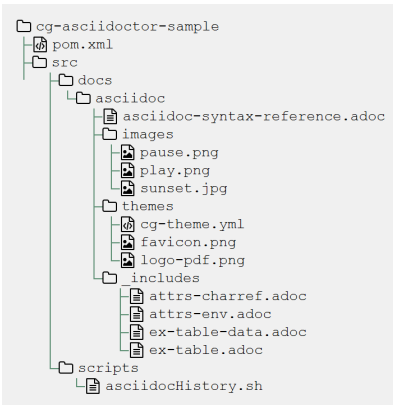 cg-asciidoctor-sample
pom.xml
src
docs
asciidoc
asciidoc-syntax-reference.adoc
images
pause.png
play.png
sunset.jpg
themes
cg-theme.yml
favicon.png
logo-pdf.png
_includes
attrs-charref.adoc
attrs-env.adoc
ex-table-data.adoc
ex-table.adoc
scripts
asciidocHistory.sh